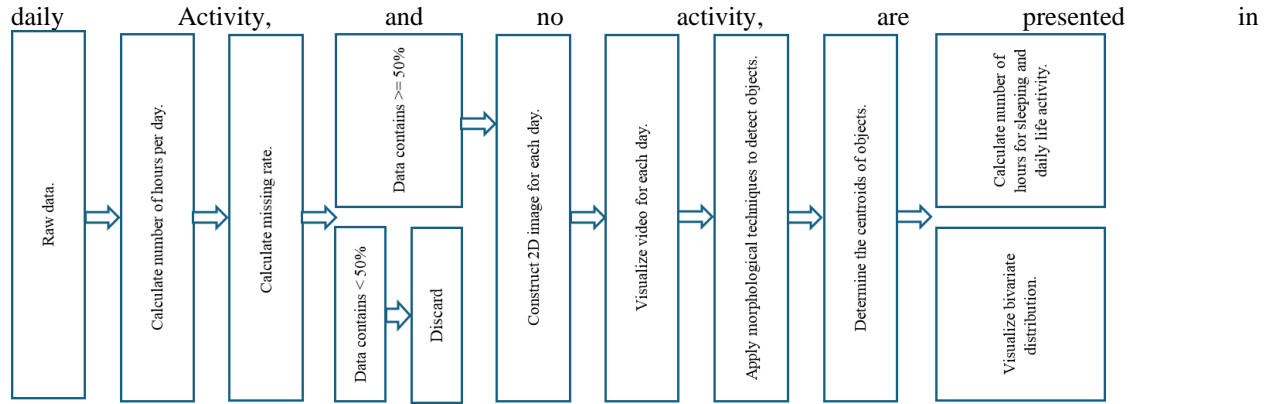 daily Activity, and no activity, are presented in
Raw data.
Calculate number of hours per day.
Calculate missing rate.
Data contains >= 50%
Data contains < 50%
Discard
Construct 2D image for each day.
Visualize video for each day.
Apply morphological techniques to detect objects.
Determine the centroids of objects.
Calculate number of
hours for sleeping and
daily life activity.
Visualize bivariate
distribution.